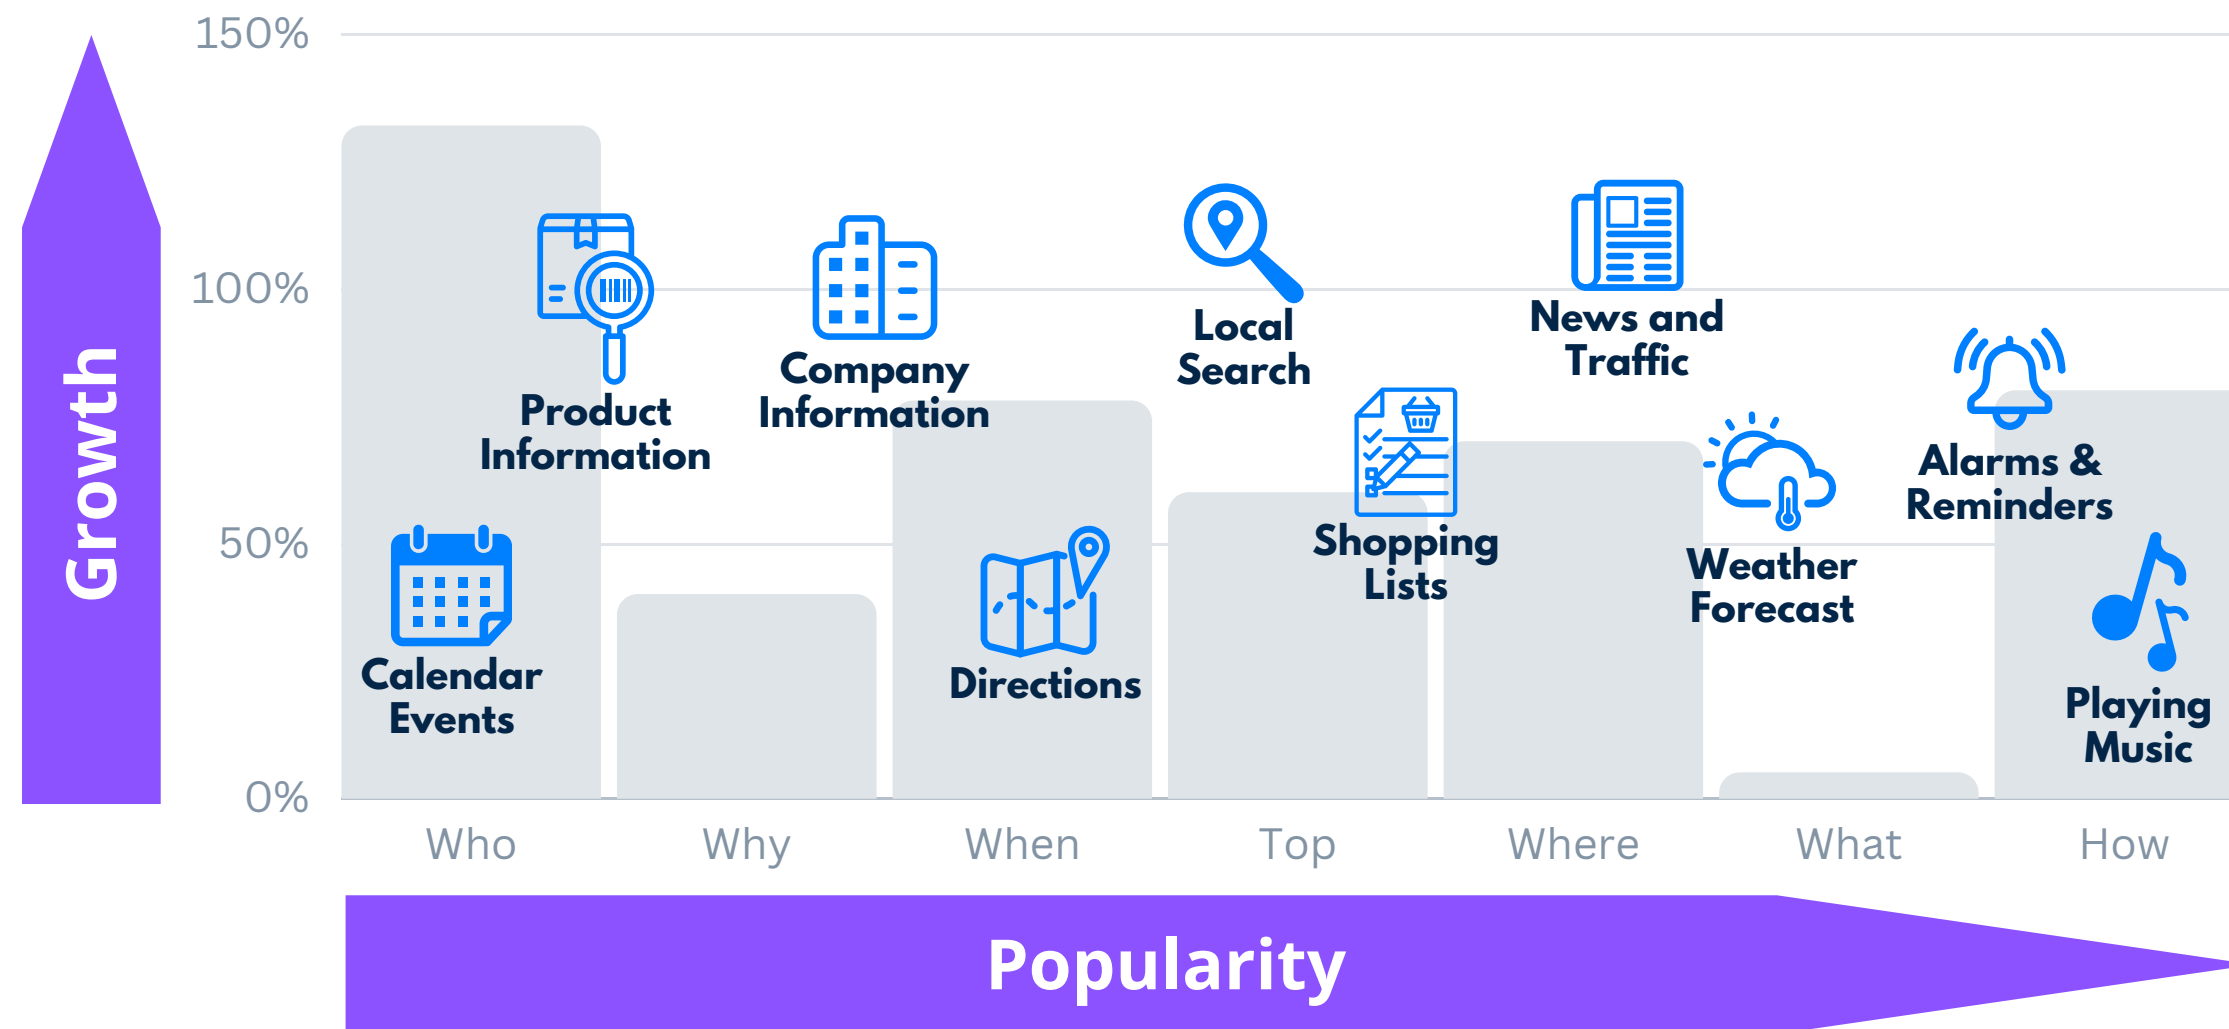 150%
100%
50%
0%
Growth
Product
Information
Company
Information
Local
Search
News and
Traffic
Shopping
Lists
Alarms &
Reminders
Weather
Forecast
Calendar
Events
Directions
Playing
Music
Who
Why
When
Top
Where
What
How
Popularity